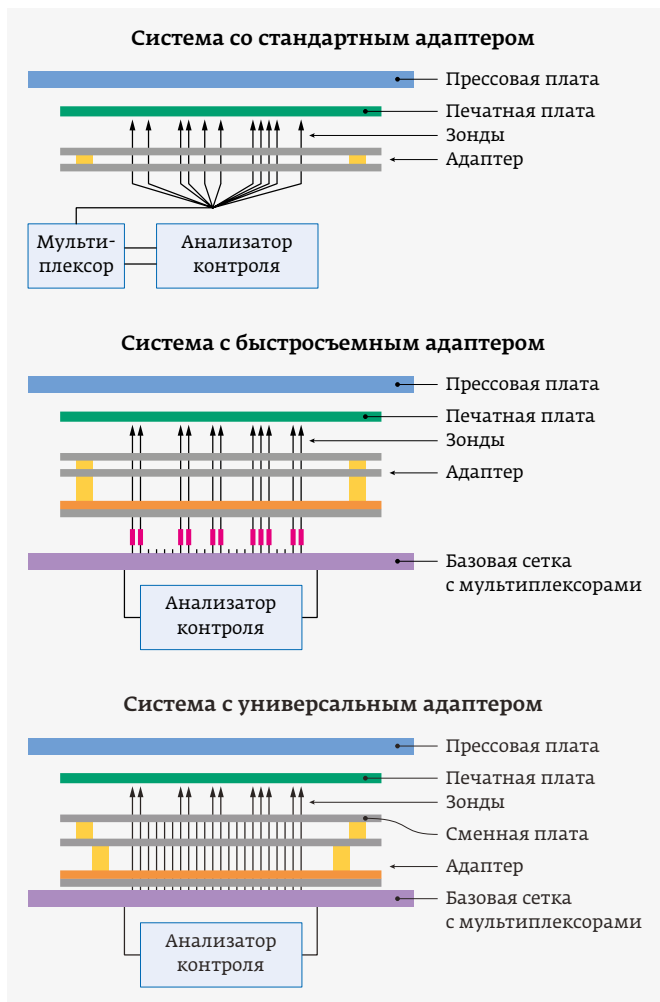 Система со стандартным адаптером
Прессовая плата
Печатная плата
Зонды
Адаптер
Мульти-
плексор
Анализатор
контроля
Система с быстросъемным адаптером
Прессовая плата
Печатная плата
Зонды
Адаптер
Базовая сетка
с мультиплексорами
Анализатор
контроля
Система с универсальным адаптером
Прессовая плата
Печатная плата
Зонды
Сменная плата
Адаптер
Базовая сетка
с мультиплексорами
Анализатор
контроля